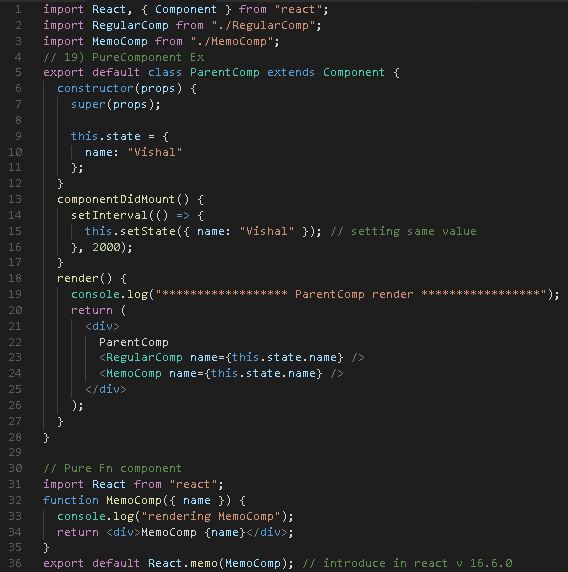 1 import React, { Component } from "react";
2 import RegularComp from "./RegularComp";
3 import MemoComp from "./MemoComp";
4 // 19) PureComponent Ex
5 export default class ParentComp extends Component {
6 constructor(props) {
7 super(props);
8
9 this.state = {
10 name: "Vishal"
11 };
12 }
13 componentDidMount() {
14 setInterval(() => {
15 this.setState({ name: "Vishal" }); // setting same value
16 }, 2000);
17 }
18 render() {
19 console.log("****************** ParentComp render *****************");
20 return (
21 <div>
22 ParentComp
23 <RegularComp name={this.state.name} />
24 <MemoComp name={this.state.name} />
25 </div>
26 );
27 }
28 }
29
30 // Pure Fn component
31 import React from "react";
32 function MemoComp({ name }) {
33 console.log("rendering MemoComp");
34 return <div>MemoComp {name}</div>;
35 }
36 export default React.memo(MemoComp); // introduce in react v 16.6.0